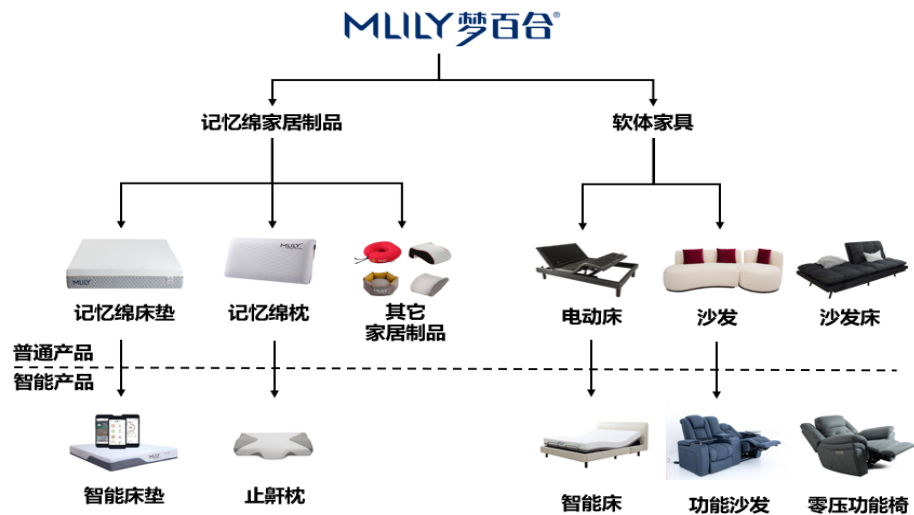 MLILY梦百合®
记忆绵家居制品
软体家具
MLILY
MLILY
记忆绵床垫
记忆绵枕
其它
家居制品
电动床
沙发
沙发床
普通产品
智能产品
MLILY
智能床垫
止鼾枕
智能床
功能沙发
零压功能椅